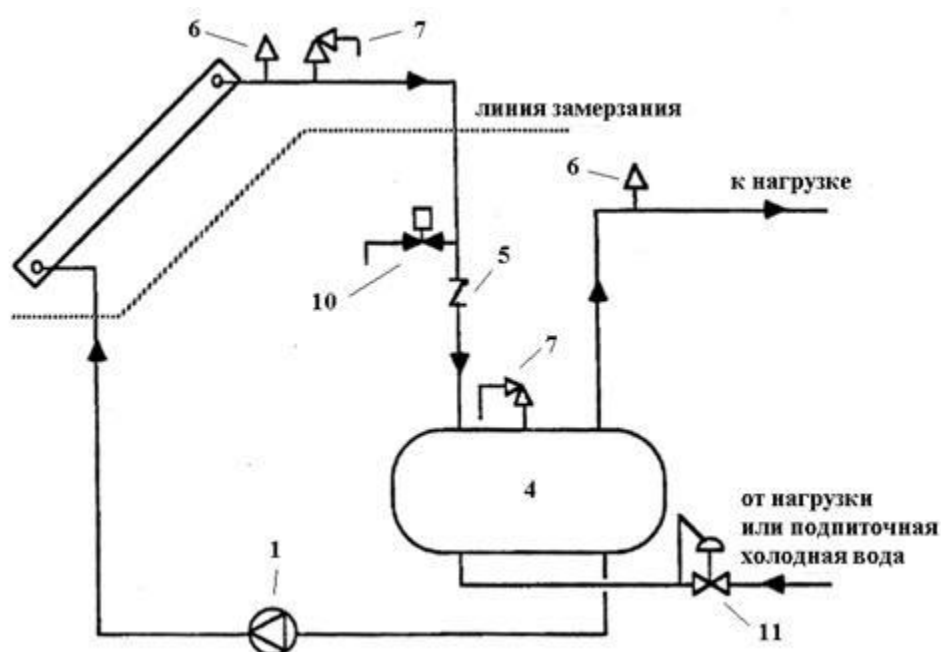 6
7
линия замерзания
6
к нагрузке
5
10
7
4
от нагрузки
или подпиточная
холодная вода
1
11